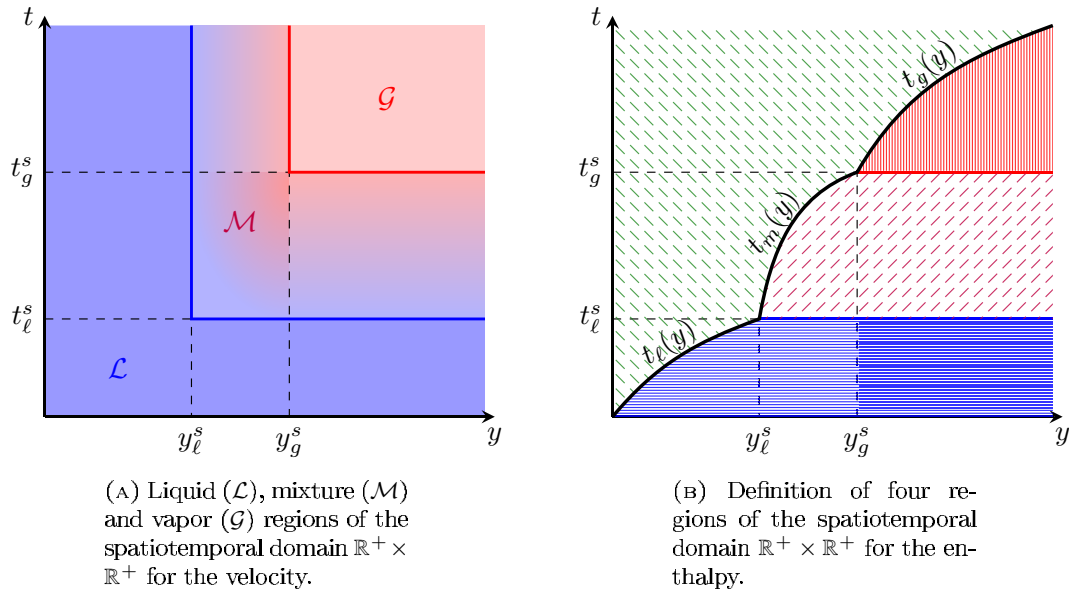 t
t
𝒢
t_g(y)
t_g^s
t_g^s
ℳ
t_m(y)
t_ℓ^s
t_ℓ^s
ℒ
t_ℓ(y)
y_ℓ^s
y_g^s
y
y_ℓ^s
y_g^s
y
(A) Liquid (ℒ), mixture (ℳ)
and vapor (𝒢) regions of the
spatiotemporal domain ℝ⁺ ×
ℝ⁺ for the velocity.
(B) Definition of four re-
gions of the spatiotemporal
domain ℝ⁺ × ℝ⁺ for the en-
thalpy.